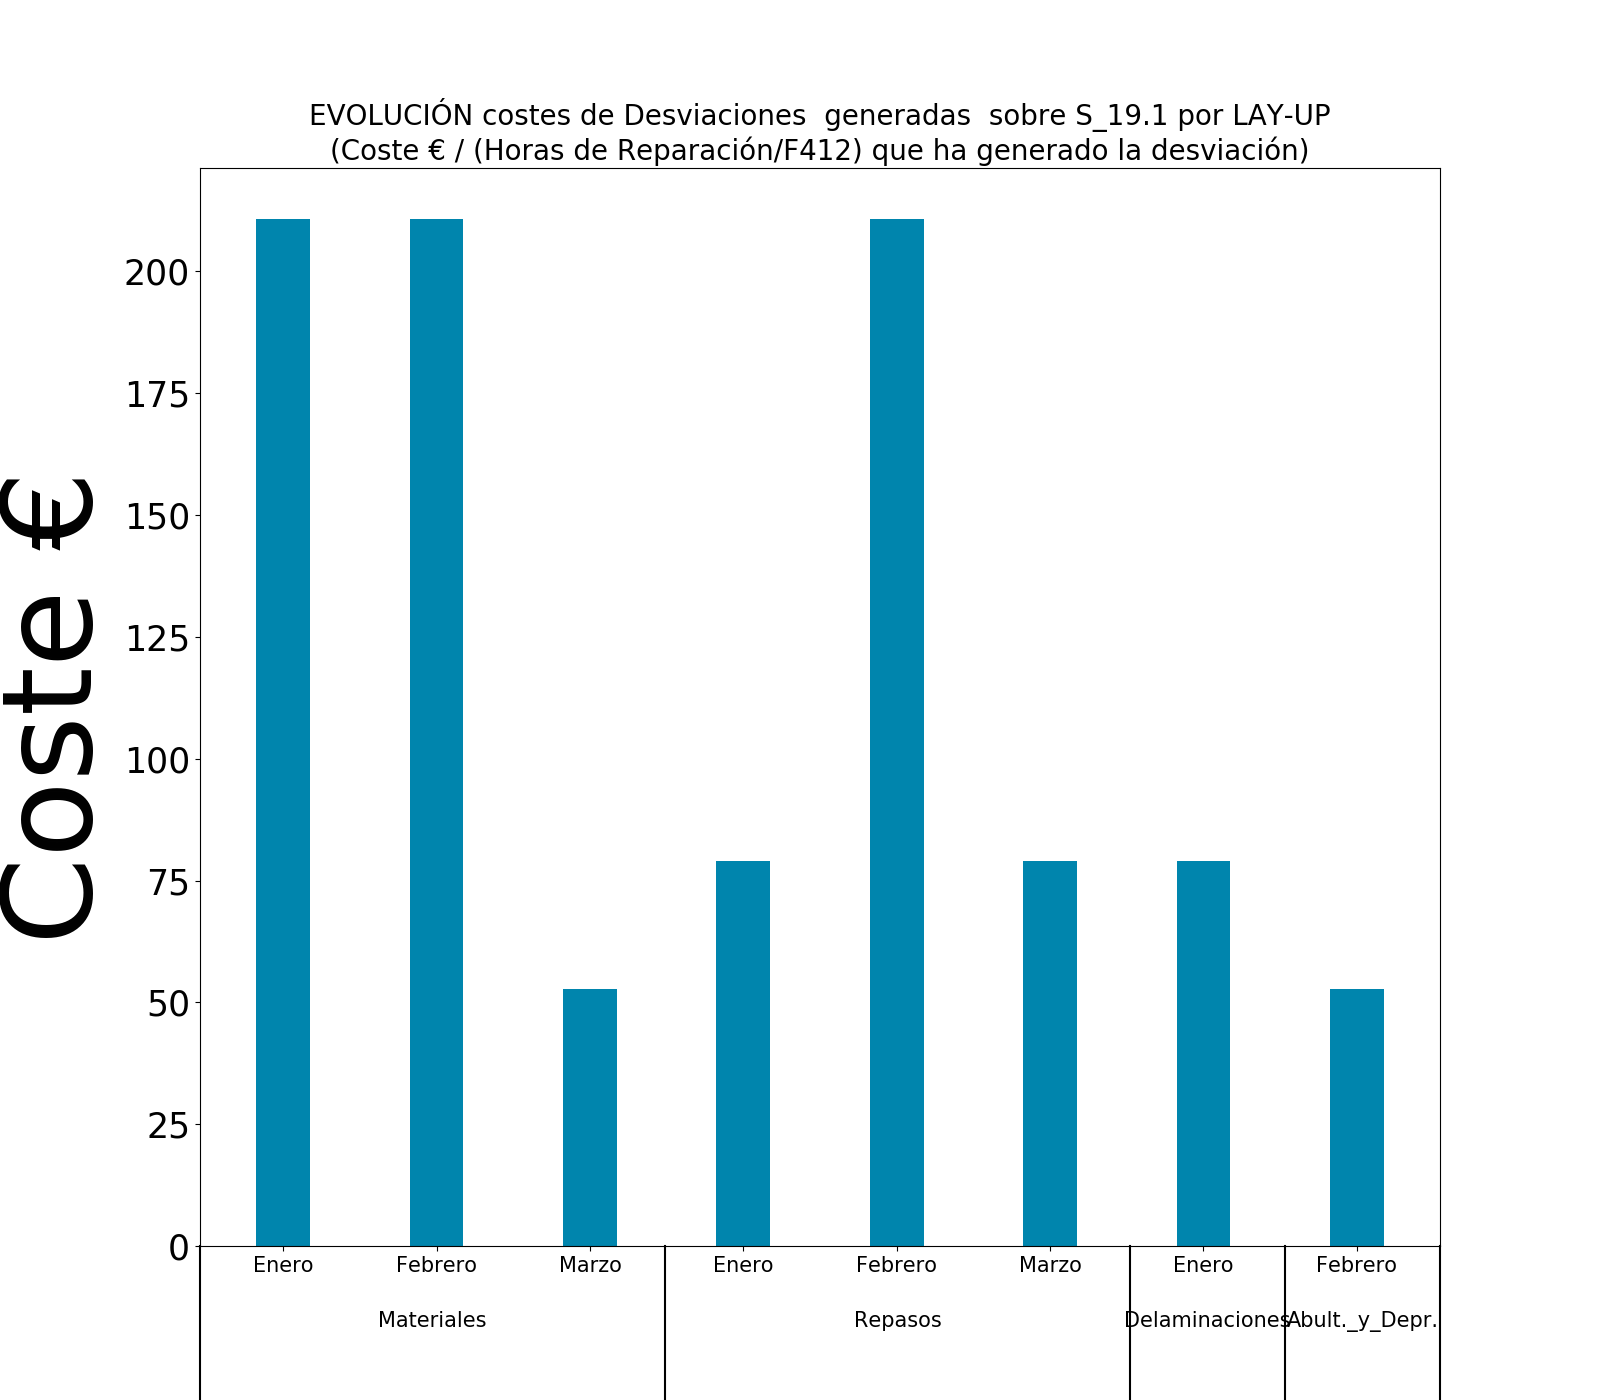 EVOLUCIÓN costes de Desviaciones  generadas  sobre S_19.1 por LAY-UP
(Coste € / (Horas de Reparación/F412) que ha generado la desviación)
Coste €
200
175
150
125
100
75
50
25
0
Enero Febrero Marzo Enero Febrero Marzo Enero Febrero
Materiales Repasos Delaminaciones Abult._y_Depr.